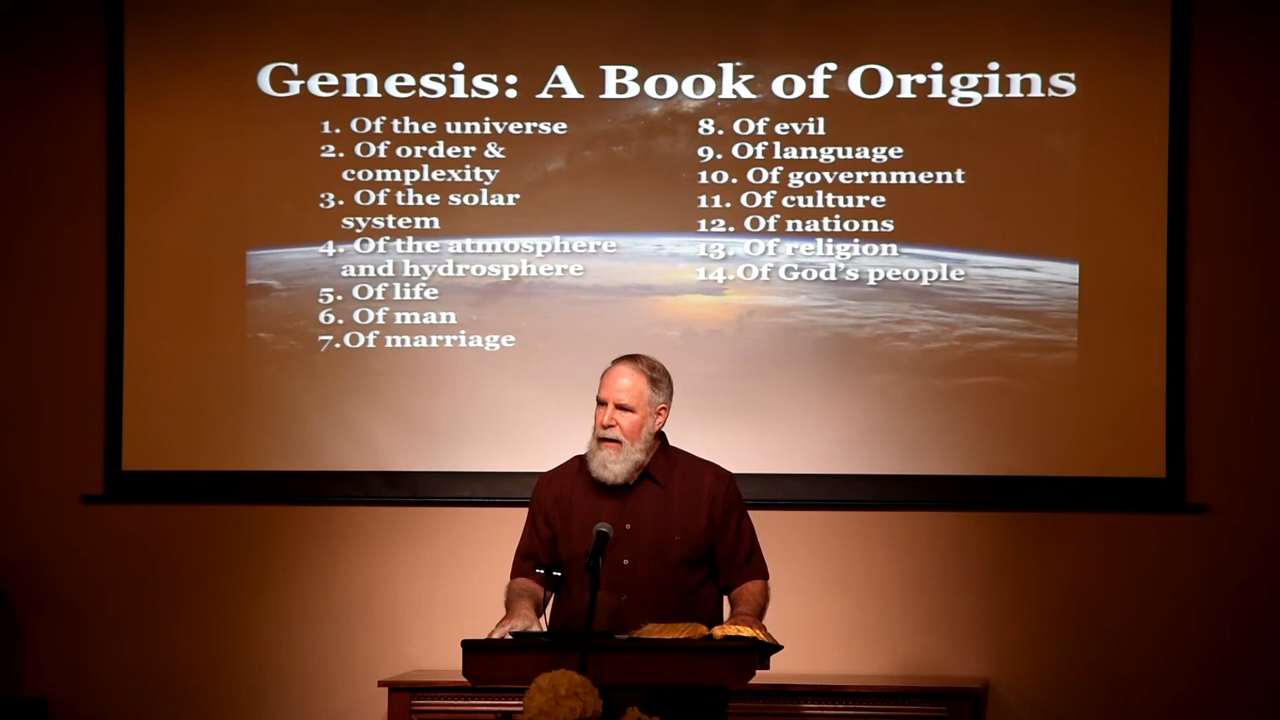 Genesis: A Book of Origins
1. Of the universe
2. Of order &
complexity
3. Of the solar
system
4. Of the atmosphere
and hydrosphere
5. Of life
6. Of man
7.Of marriage
8. Of evil
9. Of language
10. Of government
11. Of culture
12. Of nations
13. Of religion
14.Of God's people